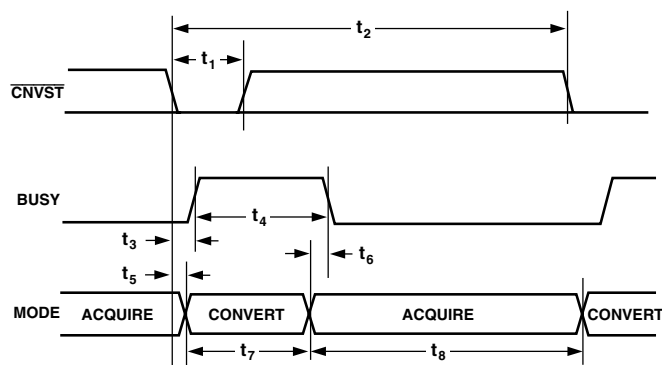 t2
t1
CNVST
BUSY
t4
t3
t6
t5
MODE ACQUIRE CONVERT ACQUIRE CONVERT
t7 t8